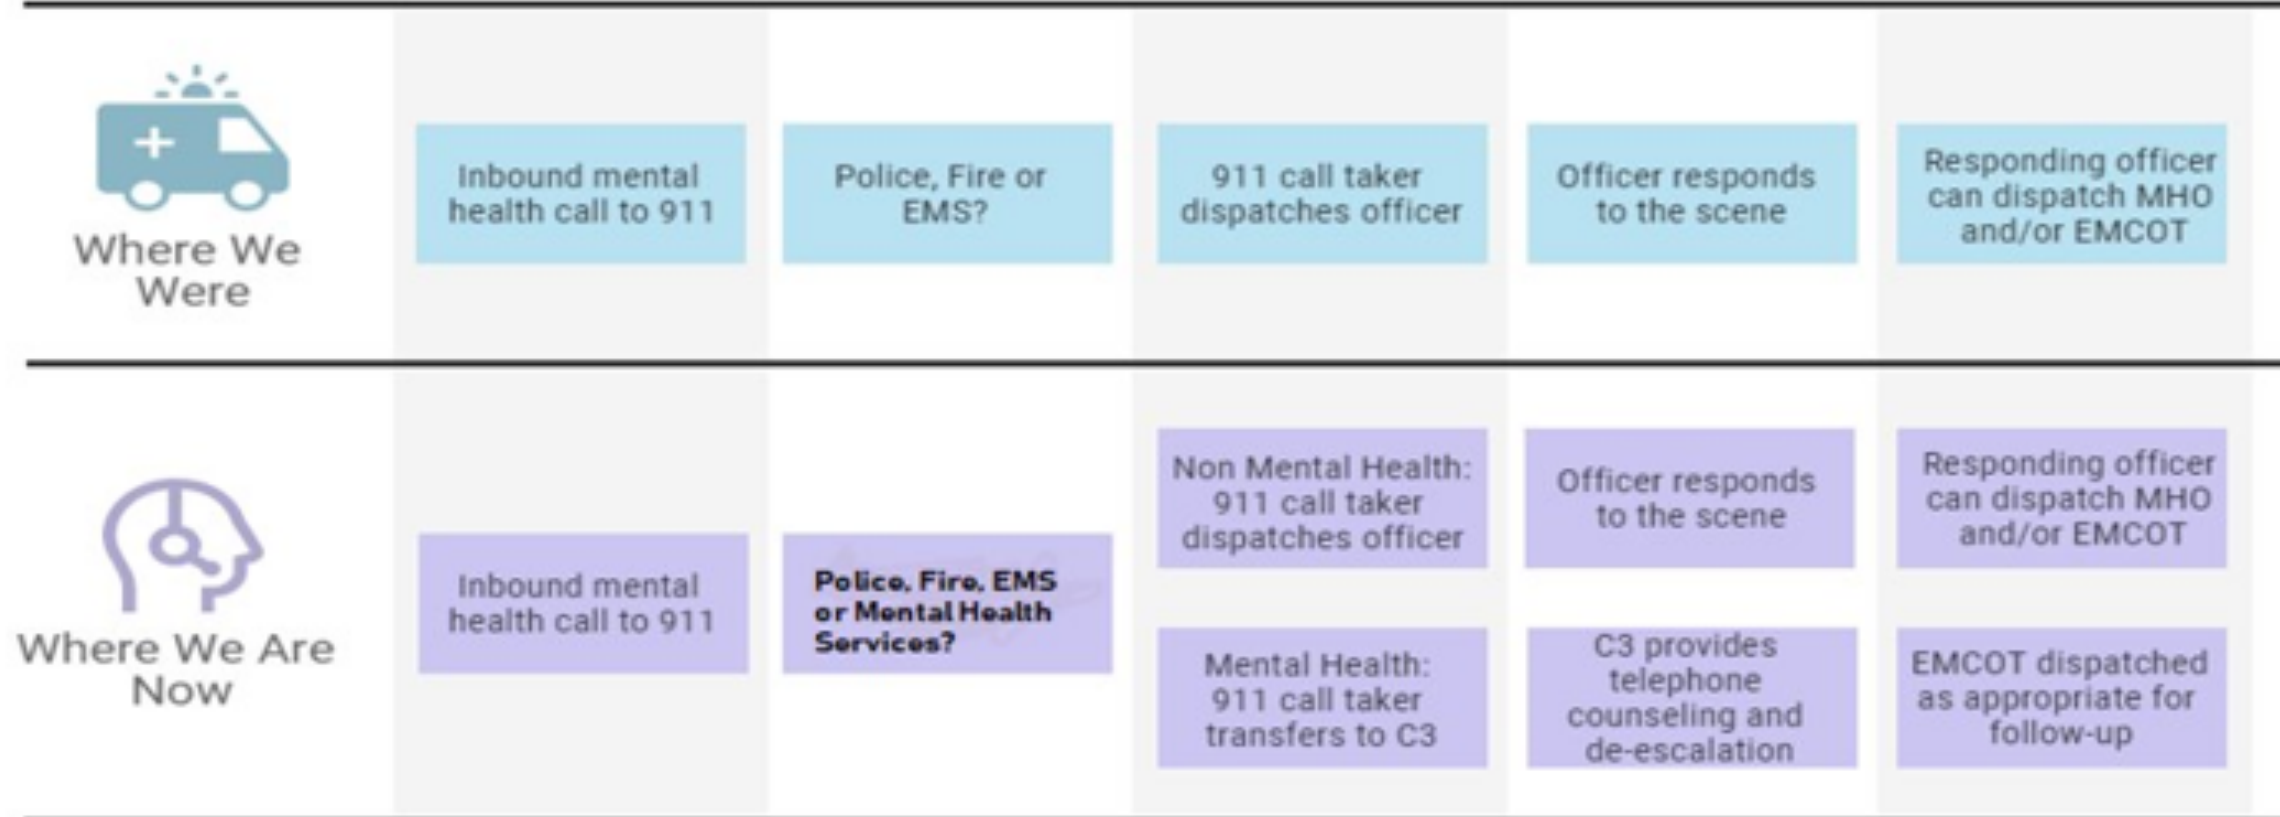 Where We
Were
Inbound mental
health call to 911
Police, Fire or
EMS?
911 call taker
dispatches officer
Officer responds
to the scene
Responding officer
can dispatch MHO
and/or EMCOT
Where We Are
Now
Inbound mental
health call to 911
Police, Fire, EMS
or Mental Health
Services?
Non Mental Health:
911 call taker
dispatches officer
Officer responds
to the scene
Responding officer
can dispatch MHO
and/or EMCOT
Mental Health:
911 call taker
transfers to C3
C3 provides
telephone
counseling and
de-escalation
EMCOT dispatched
as appropriate for
follow-up